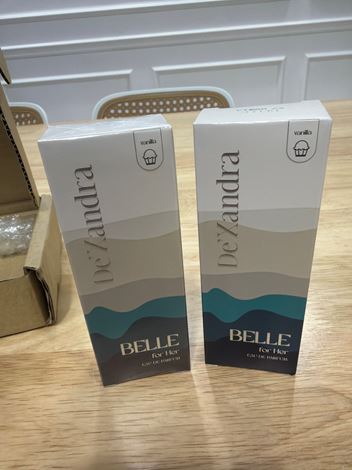 vanilla
De'Xandra
BELLE
for Her
EAU DE PARFUM
vanilla
De'Xandra
BELLE
for Her
EAU DE PARFUM